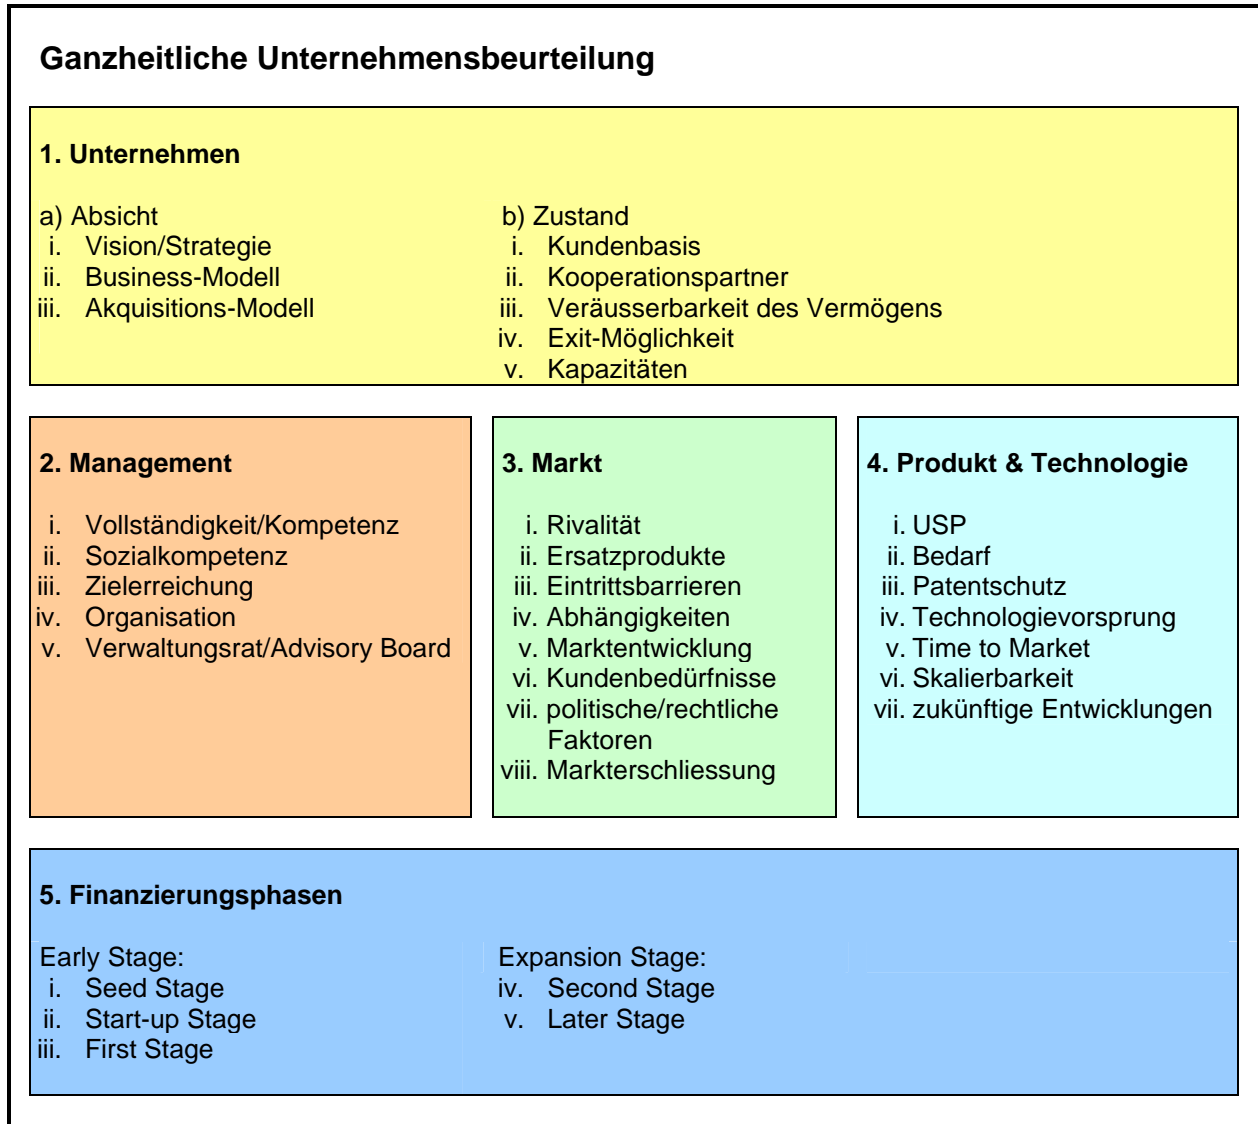 Ganzheitliche Unternehmensbeurteilung
1. Unternehmen
a) Absicht
i. Vision/Strategie
ii. Business-Modell
iii. Akquisitions-Modell
b) Zustand
i. Kundenbasis
ii. Kooperationspartner
iii. Veräusserbarkeit des Vermögens
iv. Exit-Möglichkeit
v. Kapazitäten
2. Management
i. Vollständigkeit/Kompetenz
ii. Sozialkompetenz
iii. Zielerreichung
iv. Organisation
v. Verwaltungsrat/Advisory Board
3. Markt
i. Rivalität
ii. Ersatzprodukte
iii. Eintrittsbarrieren
iv. Abhängigkeiten
v. Marktentwicklung
vi. Kundenbedürfnisse
vii. politische/rechtliche
Faktoren
viii. Markterschliessung
4. Produkt & Technologie
i. USP
ii. Bedarf
iii. Patentschutz
iv. Technologievorsprung
v. Time to Market
vi. Skalierbarkeit
vii. zukünftige Entwicklungen
5. Finanzierungsphasen
Early Stage:
i. Seed Stage
ii. Start-up Stage
iii. First Stage
Expansion Stage:
iv. Second Stage
v. Later Stage